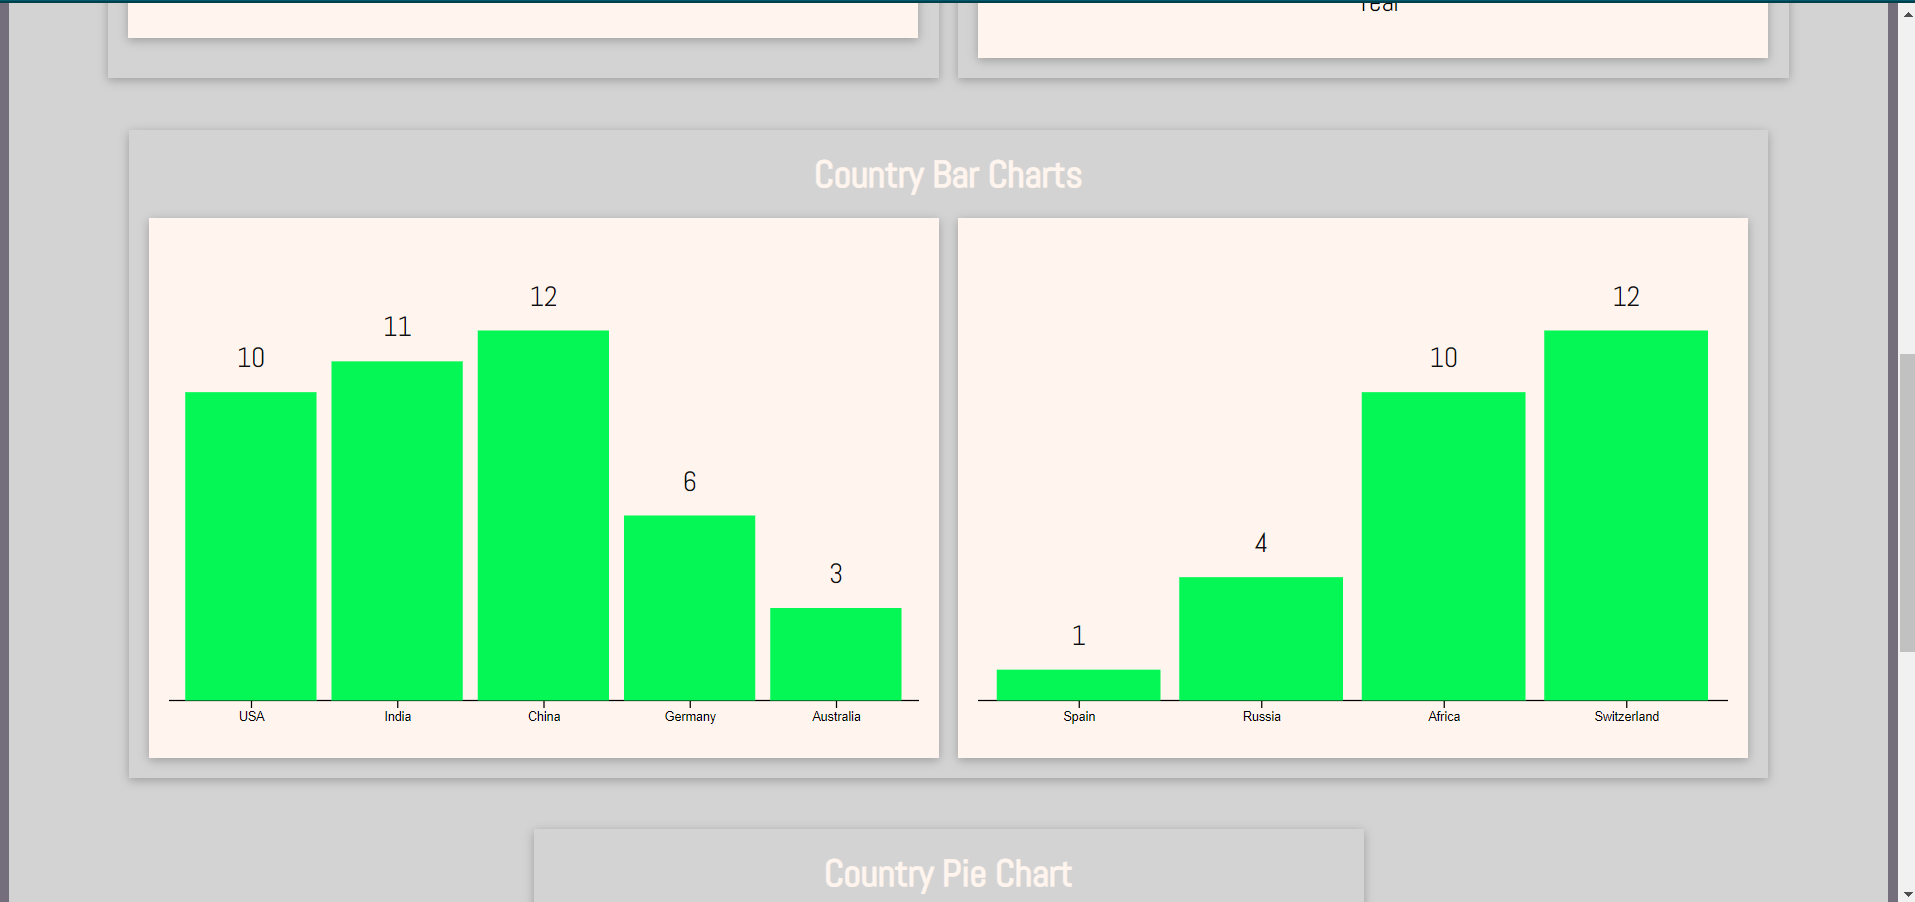 Year
Country Bar Charts
10
11
12
6
3
USA
India
China
Germany
Australia
1
4
10
12
Spain
Russia
Africa
Switzerland
Country Pie Chart